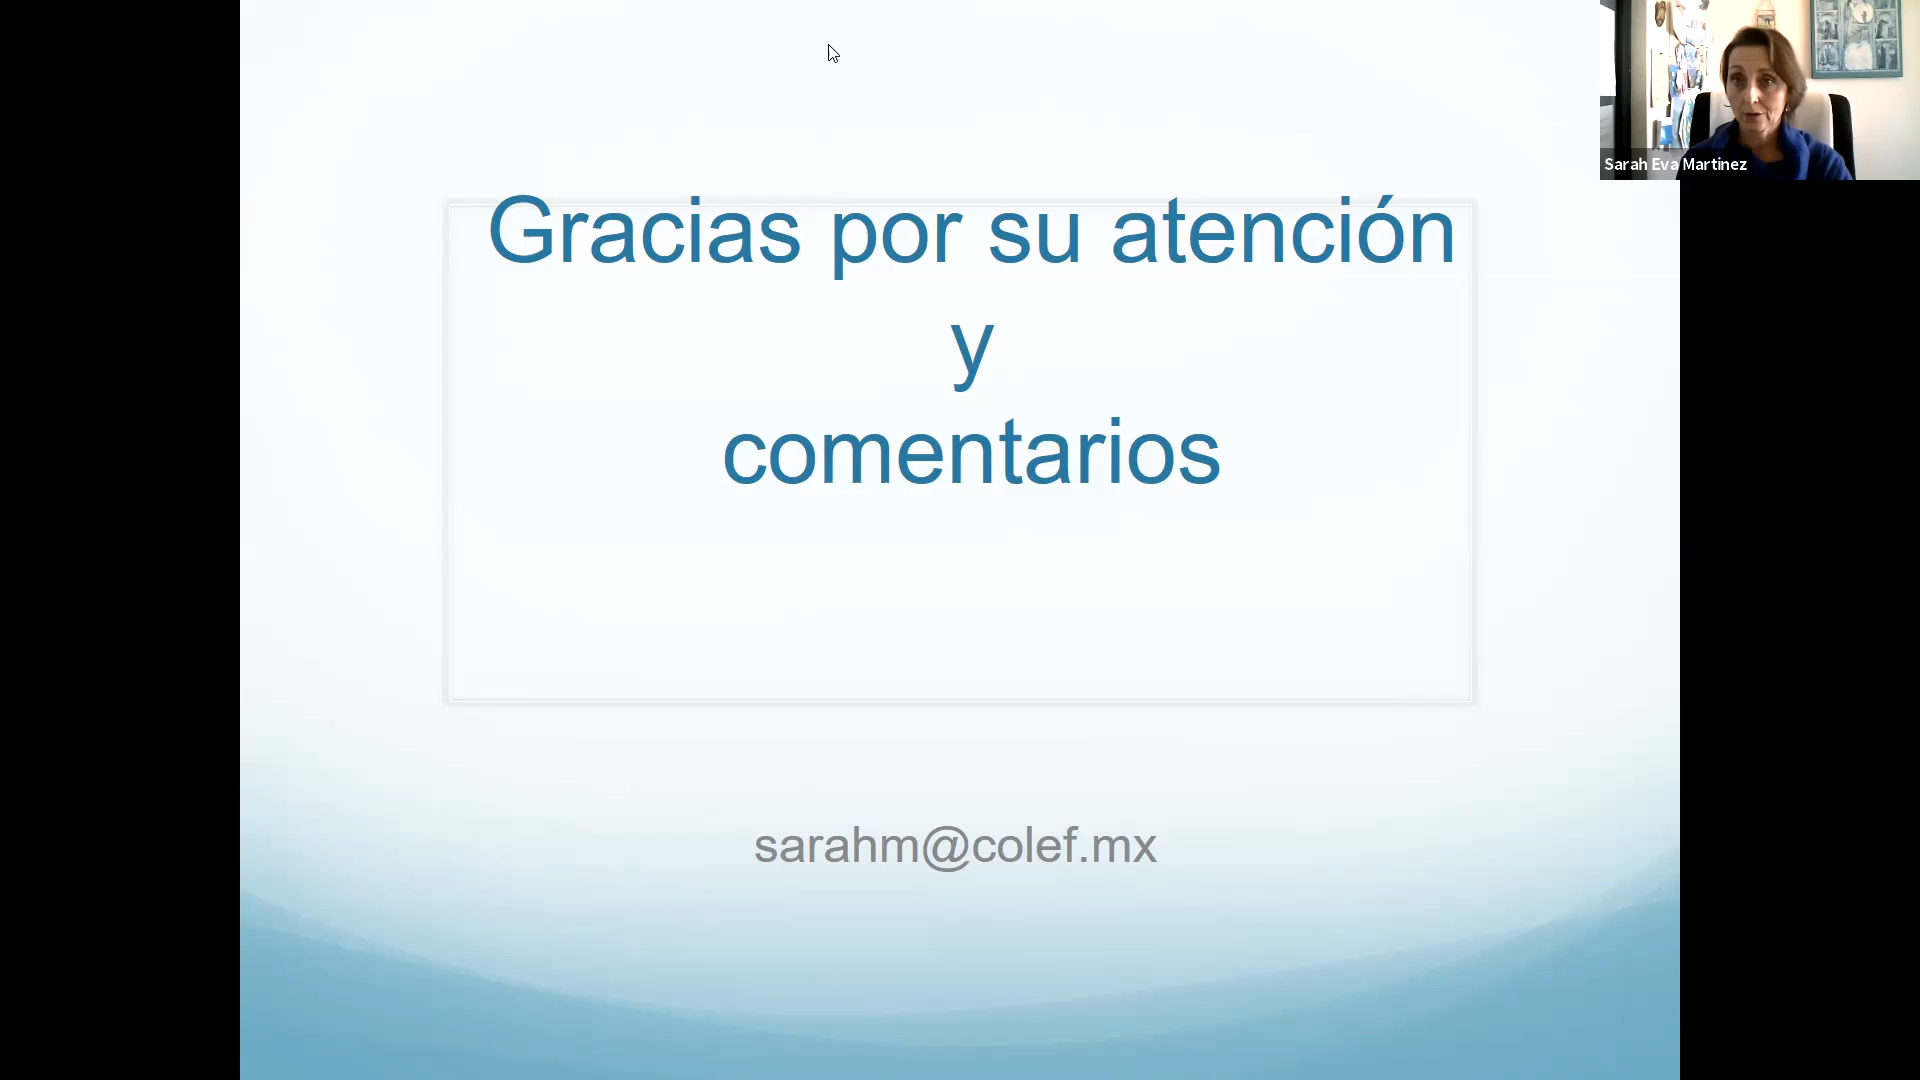 Sarah Eva Martinez
Gracias por su atención
y
comentarios
sarahm@colef.mx